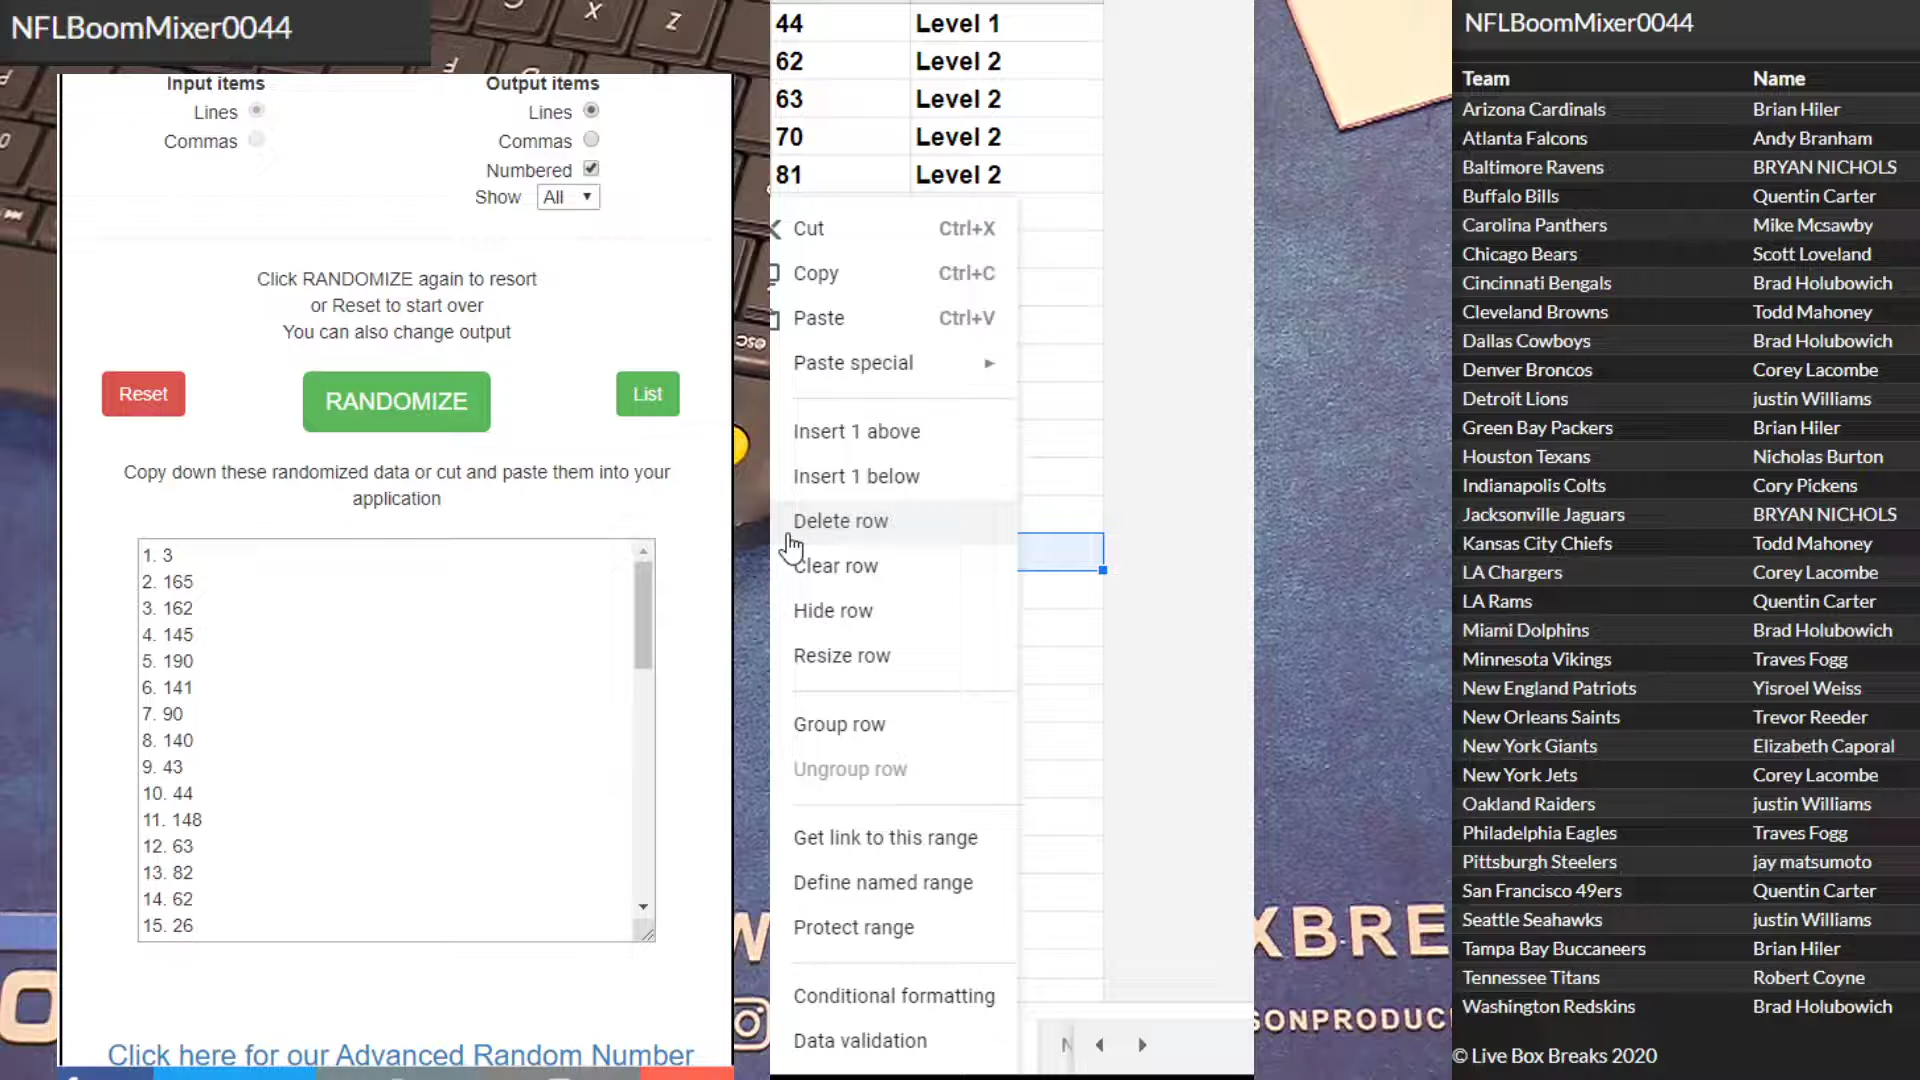 NFLBoomMixer0044
Input items
Output items
Lines
Lines
Commas
Commas
Numbered
Show All
Click RANDOMIZE again to resort
or Reset to start over
You can also change output
Reset
RANDOMIZE
List
Copy down these randomized data or cut and paste them into your
application
1. 3
2. 165
3. 162
4. 145
5. 190
6. 141
7. 90
8. 140
9. 43
10. 44
11. 148
12. 63
13. 82
14. 62
15. 26
Click here for our Advanced Random Number
44 Level 1
62 Level 2
63 Level 2
70 Level 2
81 Level 2
Cut Ctrl+X
Copy Ctrl+C
Paste Ctrl+V
Paste special
Insert 1 above
Insert 1 below
Delete row
Clear row
Hide row
Resize row
Group row
Ungroup row
Get link to this range
Define named range
Protect range
Conditional formatting
Data validation
XBRE
SONPRODUC
esc
X
Z
NFLBoomMixer0044
Team Name
Arizona Cardinals Brian Hiler
Atlanta Falcons Andy Branham
Baltimore Ravens BRYAN NICHOLS
Buffalo Bills Quentin Carter
Carolina Panthers Mike Mcsawby
Chicago Bears Scott Loveland
Cincinnati Bengals Brad Holubowich
Cleveland Browns Todd Mahoney
Dallas Cowboys Brad Holubowich
Denver Broncos Corey Lacombe
Detroit Lions justin Williams
Green Bay Packers Brian Hiler
Houston Texans Nicholas Burton
Indianapolis Colts Cory Pickens
Jacksonville Jaguars BRYAN NICHOLS
Kansas City Chiefs Todd Mahoney
LA Chargers Corey Lacombe
LA Rams Quentin Carter
Miami Dolphins Brad Holubowich
Minnesota Vikings Traves Fogg
New England Patriots Yisroel Weiss
New Orleans Saints Trevor Reeder
New York Giants Elizabeth Caporal
New York Jets Corey Lacombe
Oakland Raiders justin Williams
Philadelphia Eagles Traves Fogg
Pittsburgh Steelers jay matsumoto
San Francisco 49ers Quentin Carter
Seattle Seahawks justin Williams
Tampa Bay Buccaneers Brian Hiler
Tennessee Titans Robert Coyne
Washington Redskins Brad Holubowich
© Live Box Breaks 2020